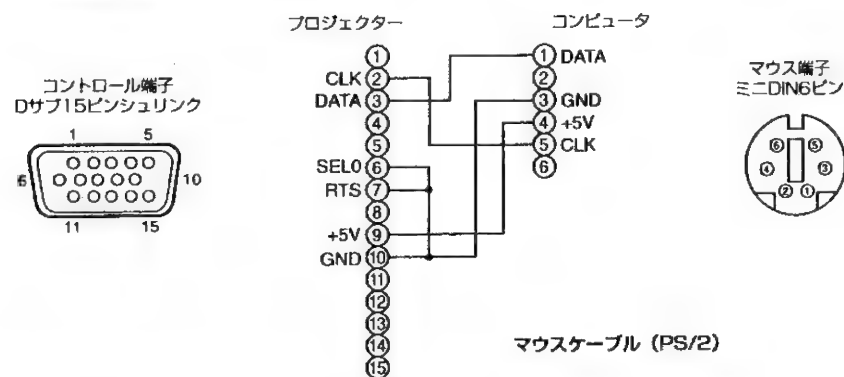 プロジェクター
コンピュータ
コントロール端子
Dサブ15ピンシュリンク
1 5
6 10
11 15
①
CLK ②
DATA ③
④
⑤
SEL0 ⑥
RTS ⑦
⑧
+5V ⑨
GND ⑩
⑪
⑫
⑬
⑭
⑮
① DATA
②
③ GND
④ +5V
⑤ CLK
⑥
マウス端子
ミニDIN6ピン
⑥ ⑤
④ ③
② ①
マウスケーブル (PS/2)